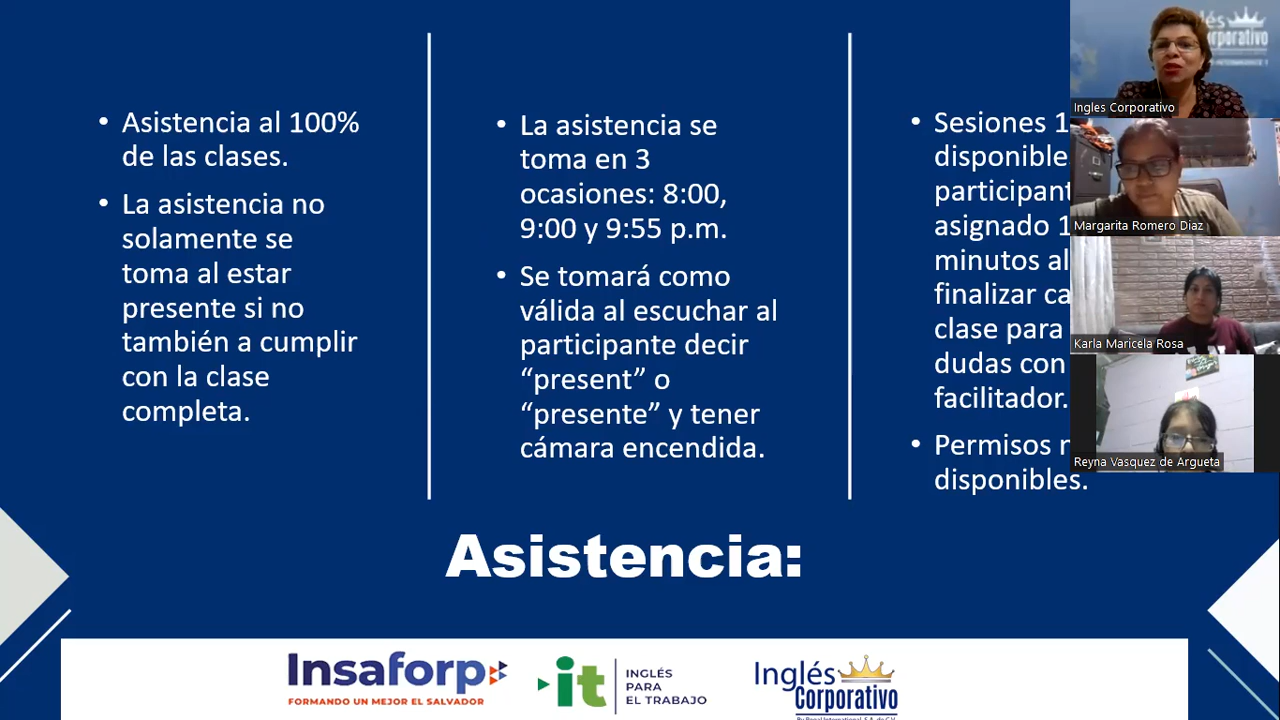 • Asistencia al 100%
de las clases.
• La asistencia no
solamente se
toma al estar
presente si no
también a cumplir
con la clase
completa.
• La asistencia se
toma en 3
ocasiones: 8:00,
9:00 y 9:55 p.m.
• Se tomará como
válida al escuchar al
participante decir
“present” o
“presente” y tener
cámara encendida.
• Sesiones 1
disponible
participant
asignado 1
minutos al
finalizar ca
clase para
dudas con
facilitador.
• Permisos n
disponibles.
Asistencia:
Insaforp
FORMANDO UN MEJOR EL SALVADOR
it
INGLÉS
PARA
EL TRABAJO
Inglés
Corporativo
Ingles Corporativo
Margarita Romero Diaz
Karla Maricela Rosa
Reyna Vasquez de Argueta